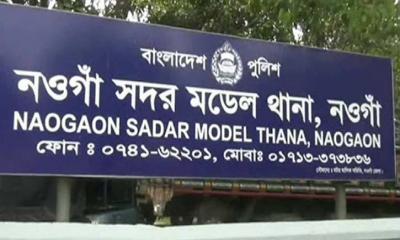 বাংলাদেশ পুলিশ
নওগাঁ সদর মডেল থানা, নওগাঁ
NAOGAON SADAR MODEL THANA, NAOGAON
ফোন ঃ ০৭৪১-৬২২০১, মোবাঃ ০১৭১৩-৩৭৩৮৩৬